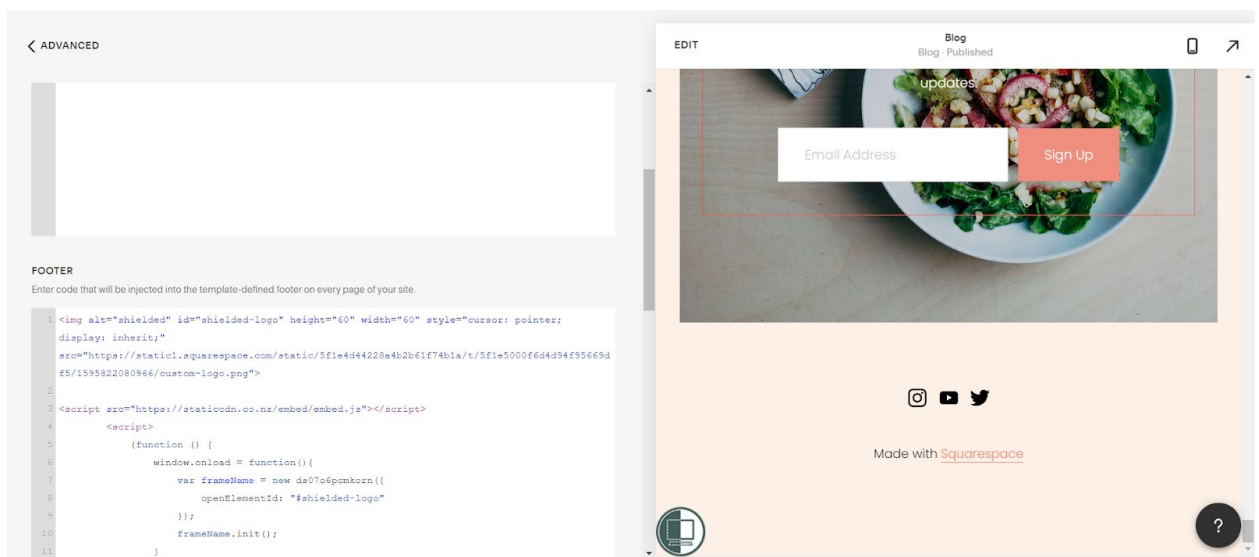 ADVANCED
EDIT
Blog
Blog · Published
updates.
Email Address
Sign Up
FOOTER
Enter code that will be injected into the template-defined footer on every page of your site.
1 <img alt="shielded" id="shielded-logo" height="60" width="60" style="cursor: pointer;
display: inherit;"
src="https://static1.squarespace.com/static/5f1e4d44228a4b2b61f74b1a/t/5f1e5000f6d4d94f95669d
f5/1595822080966/custom-logo.png">
2
3 <script src="https://staticcdn.co.nz/embed/embed.js"></script>
4 <script>
5 (function () {
6 window.onload = function(){
7 var frameName = new ds07o6pcmkorn({
8 openElementId: "#shielded-logo"
9 });
10 frameName.init();
11 }
Made with Squarespace
?